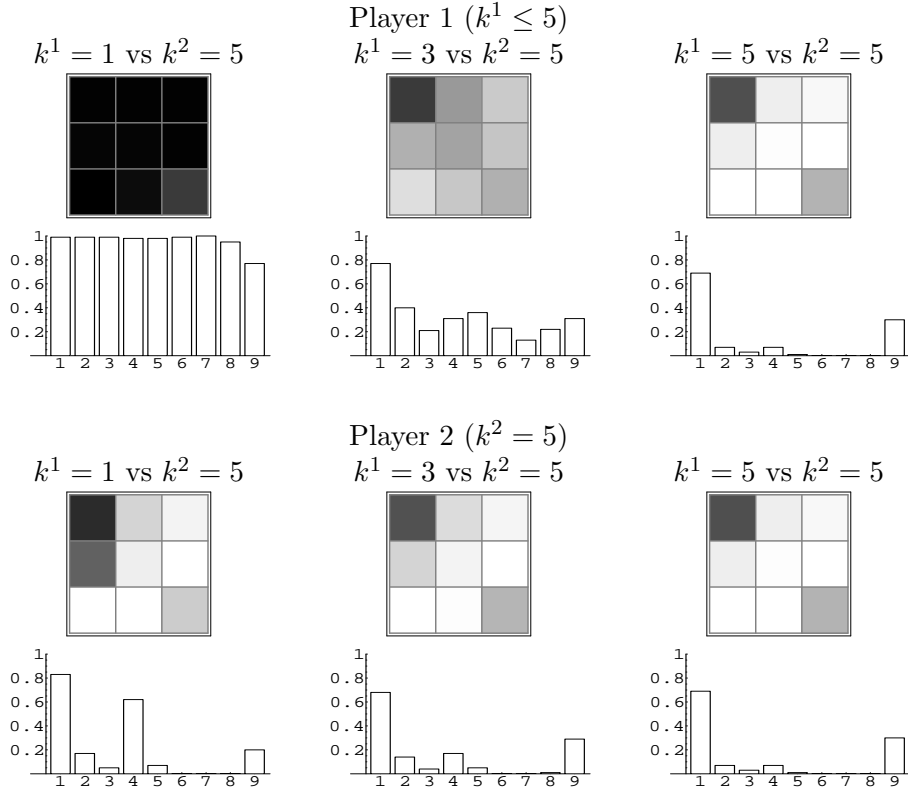 Player 1 (k¹ ≤ 5)
k¹ = 1 vs k² = 5 k¹ = 3 vs k² = 5 k¹ = 5 vs k² = 5
1 1 1
0.8 0.8 0.8
0.6 0.6 0.6
0.4 0.4 0.4
0.2 0.2 0.2
1 2 3 4 5 6 7 8 9 1 2 3 4 5 6 7 8 9 1 2 3 4 5 6 7 8 9
Player 2 (k² = 5)
k¹ = 1 vs k² = 5 k¹ = 3 vs k² = 5 k¹ = 5 vs k² = 5
1 1 1
0.8 0.8 0.8
0.6 0.6 0.6
0.4 0.4 0.4
0.2 0.2 0.2
1 2 3 4 5 6 7 8 9 1 2 3 4 5 6 7 8 9 1 2 3 4 5 6 7 8 9